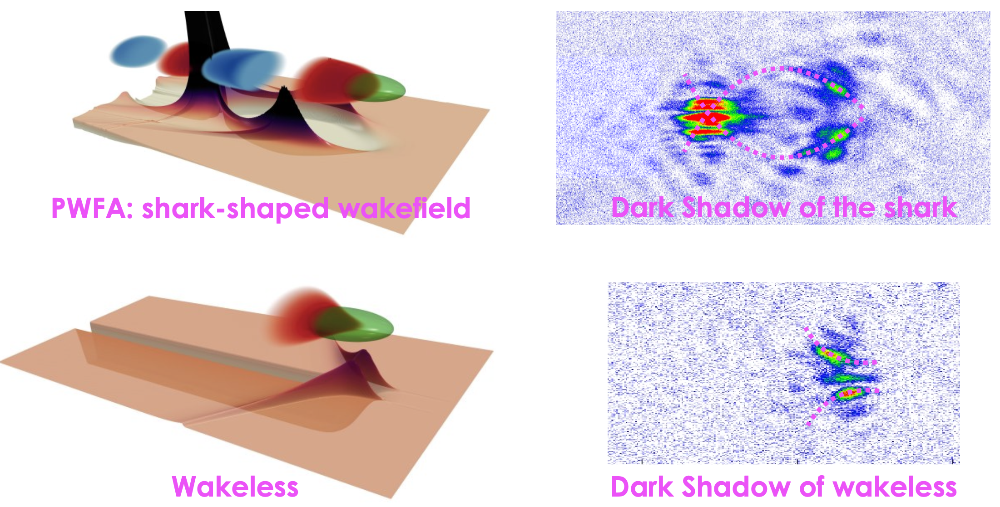 PWFA: shark-shaped wakefield
Dark Shadow of the shark
Wakeless
Dark Shadow of wakeless